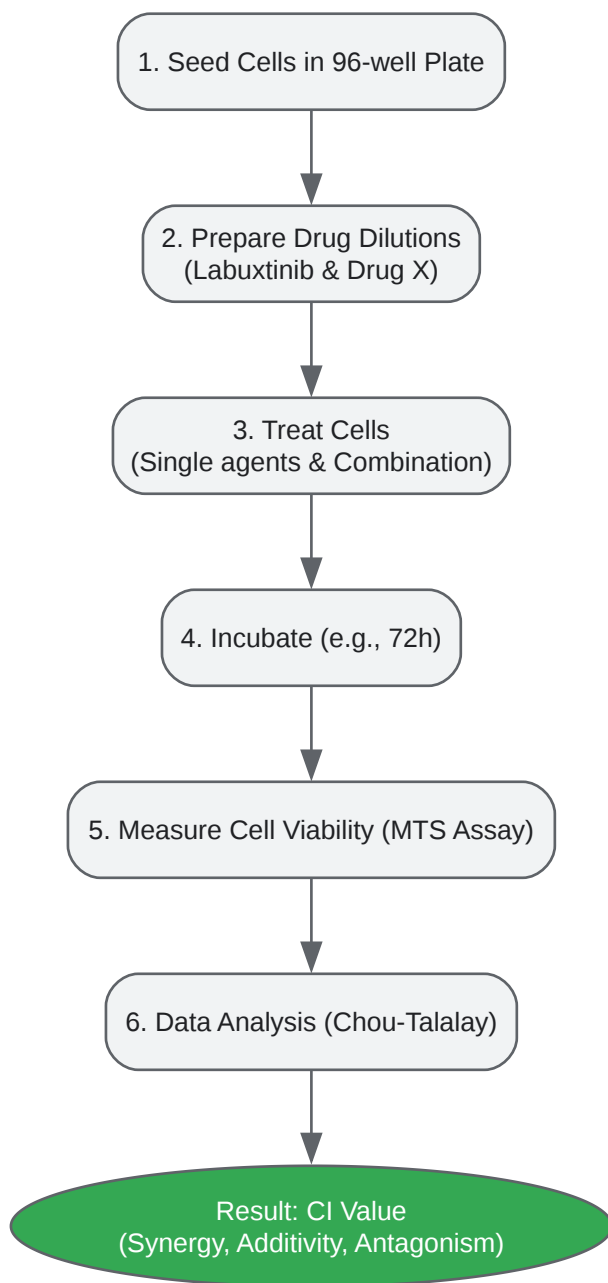 1. Seed Cells in 96-well Plate
2. Prepare Drug Dilutions
(Labuxtinib & Drug X)
3. Treat Cells
(Single agents & Combination)
4. Incubate (e.g., 72h)
5. Measure Cell Viability (MTS Assay)
6. Data Analysis (Chou-Talalay)
Result: CI Value
(Synergy, Additivity, Antagonism)